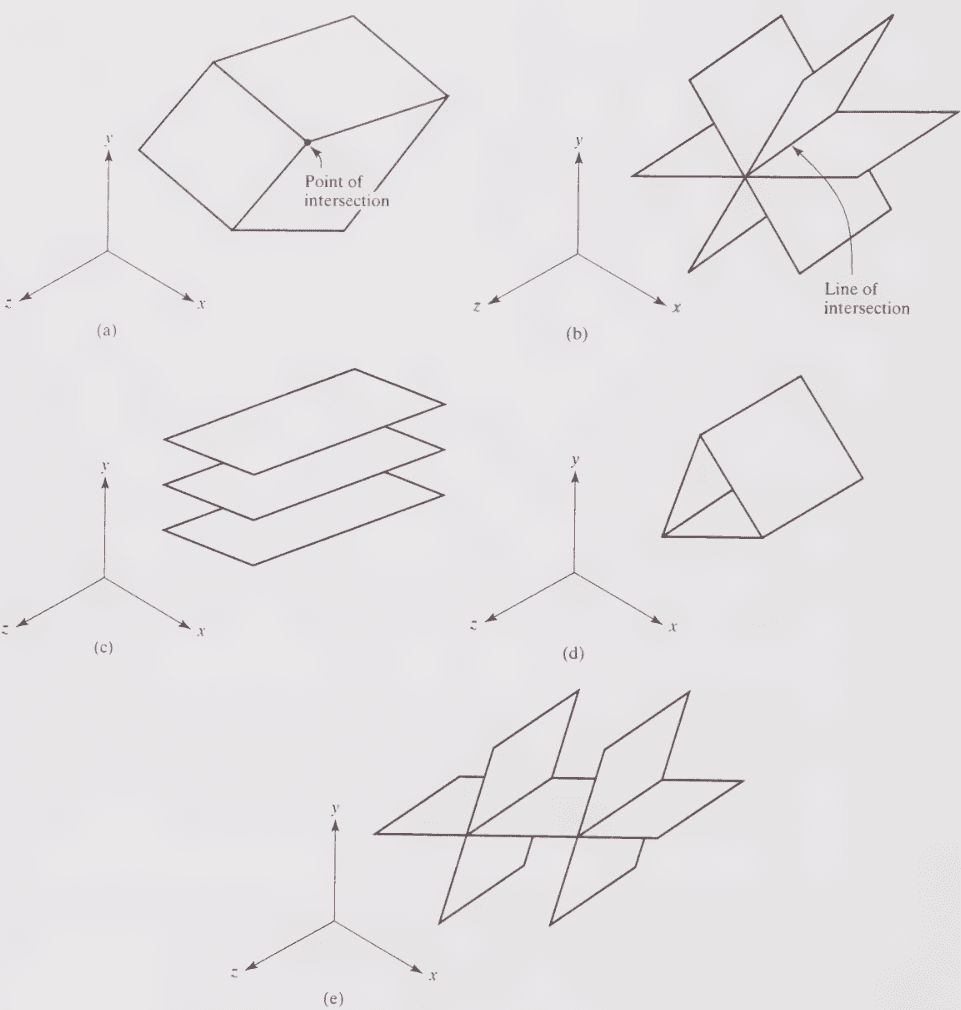 y
Point of
intersection
z
x
(a)
y
z
x
Line of
intersection
(b)
y
z
x
(c)
y
z
x
(d)
y
z
x
(e)